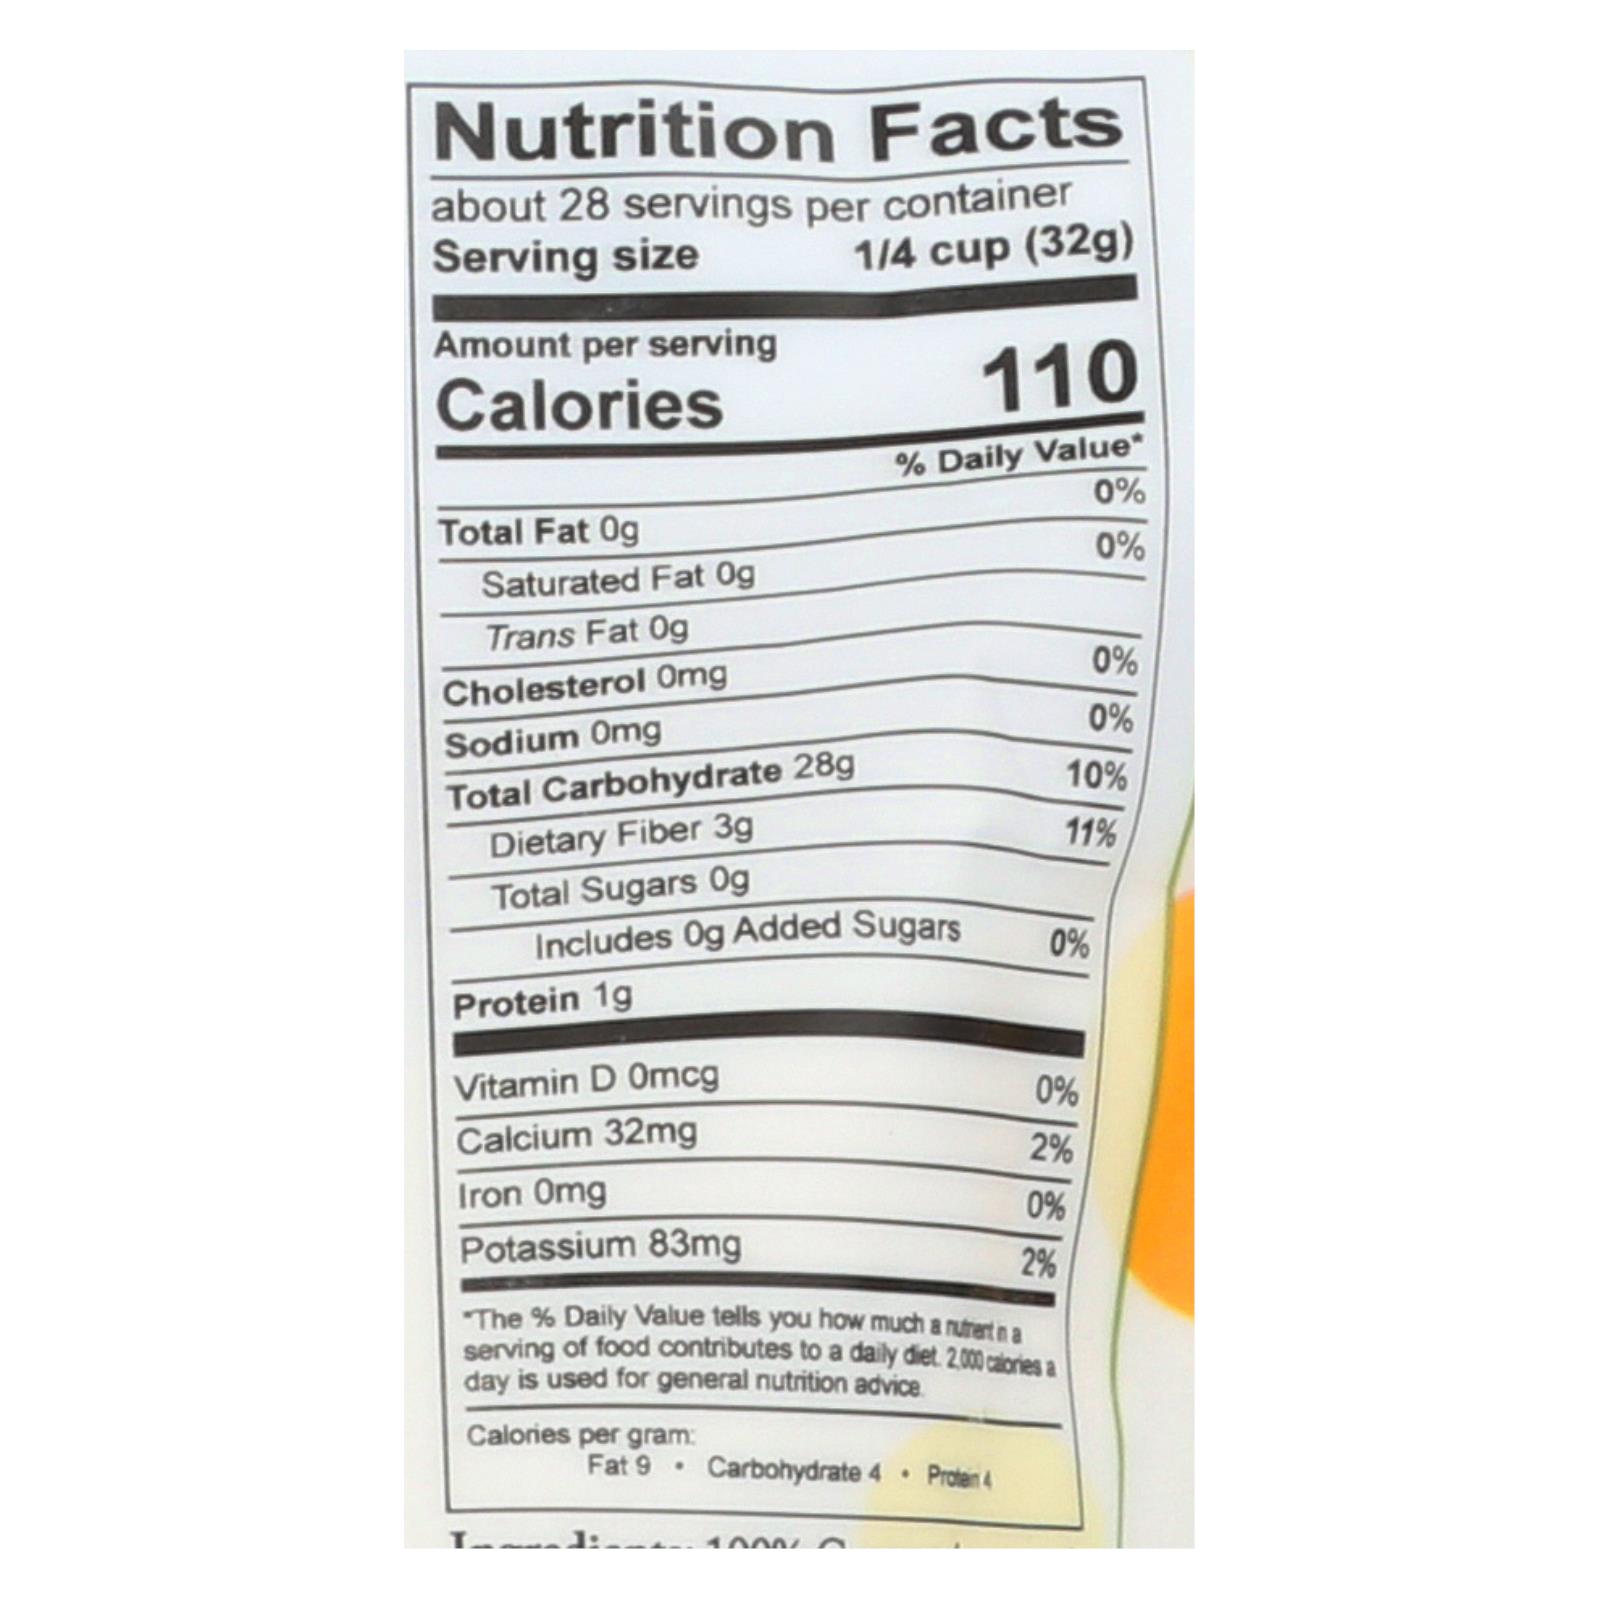 Nutrition Facts
about 28 servings per container
Serving size 1/4 cup (32g)
Amount per serving
Calories 110
% Daily Value*
Total Fat 0g 0%
Saturated Fat 0g 0%
Trans Fat 0g
Cholesterol 0mg 0%
Sodium 0mg 0%
Total Carbohydrate 28g 10%
Dietary Fiber 3g 11%
Total Sugars 0g
Includes 0g Added Sugars 0%
Protein 1g
Vitamin D 0mcg 0%
Calcium 32mg 2%
Iron 0mg 0%
Potassium 83mg 2%
*The % Daily Value tells you how much a nutrient in a
serving of food contributes to a daily diet. 2,000 calories a
day is used for general nutrition advice.
Calories per gram:
Fat 9 • Carbohydrate 4 • Protein 4
Ingredients: 100%